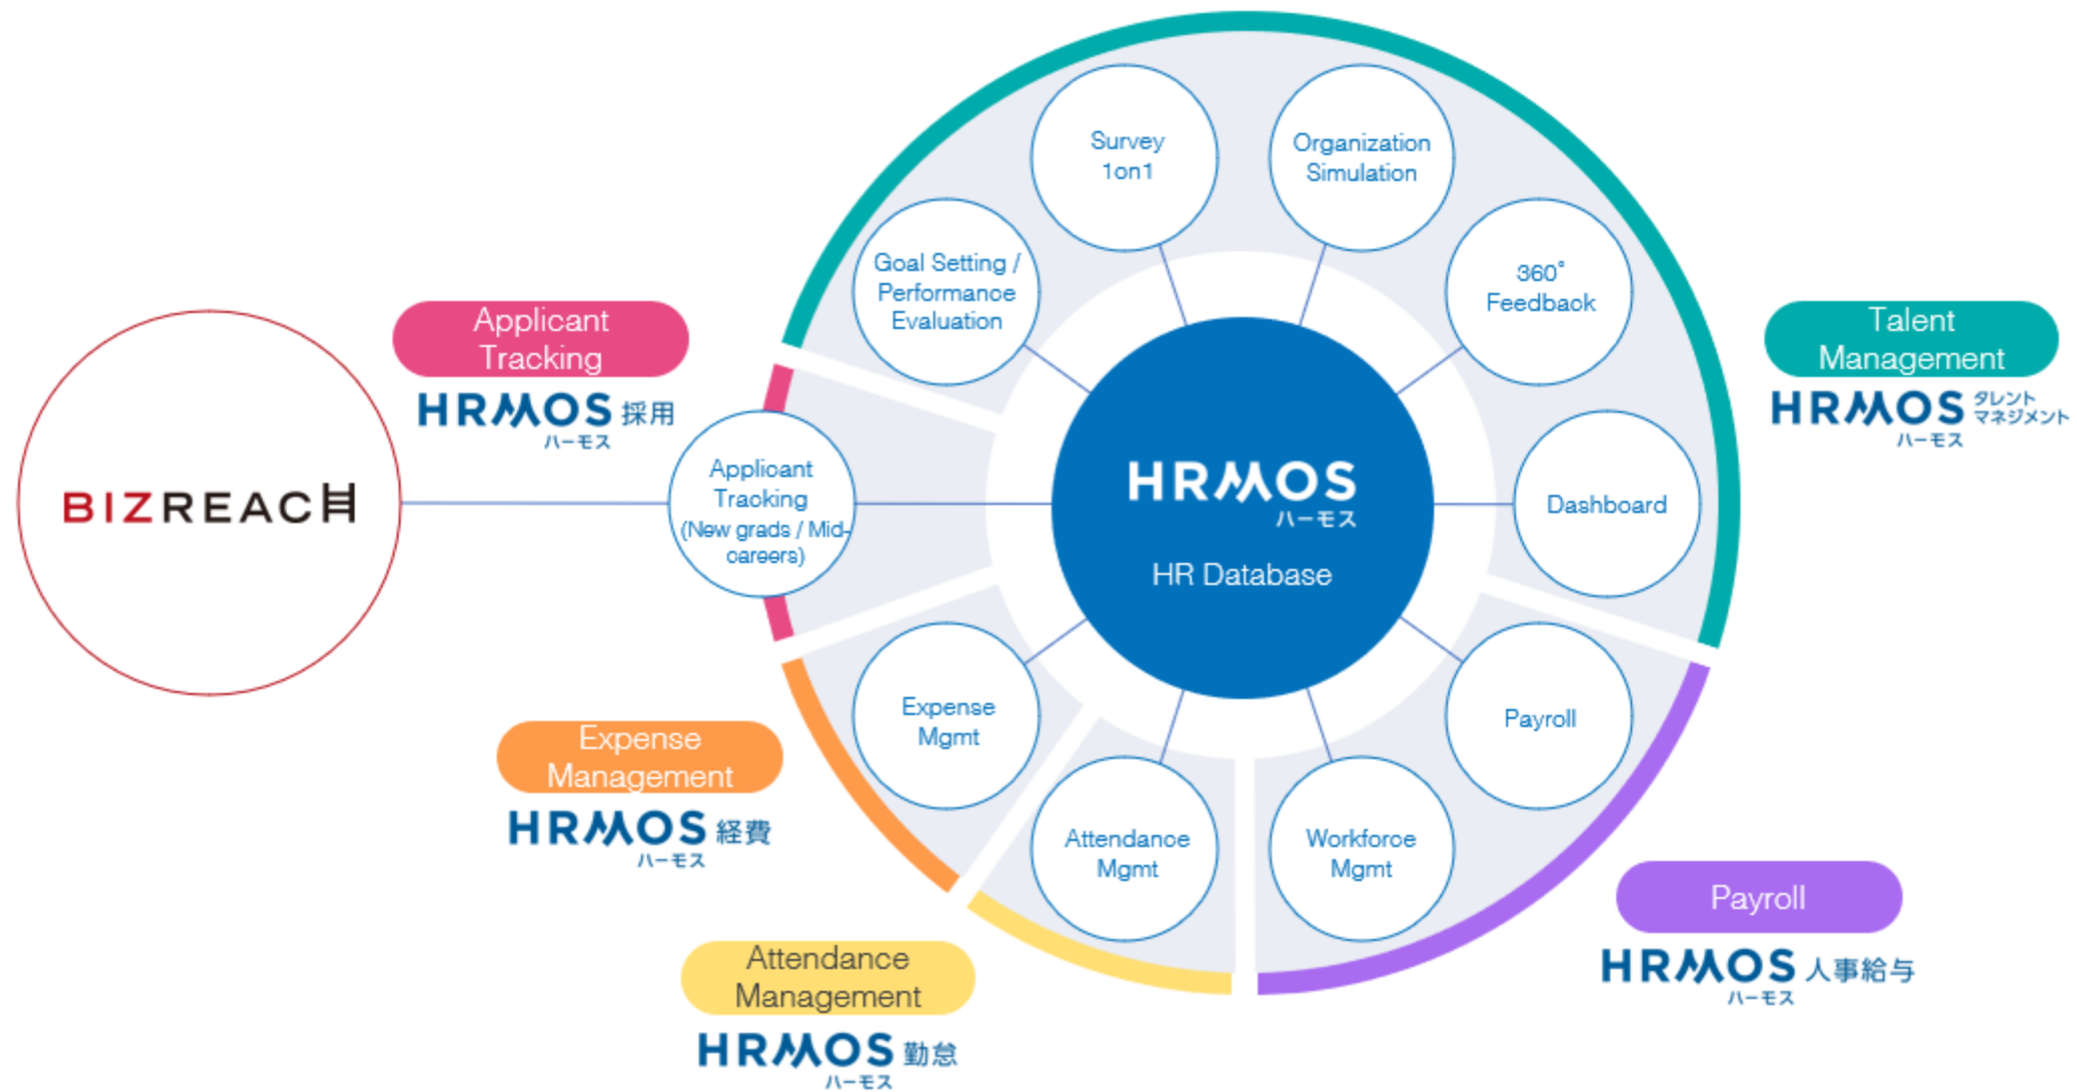 Survey
1on1
Organization
Simulation
Goal Setting /
Performance
Evaluation
360°
Feedback
Applicant
Tracking
HRMOS 採用
ハーモス
Talent
Management
HRMOS タレント
マネジメント
ハーモス
BIZREACH
Applicant
Tracking
(New grads / Mid-
careers)
HRMOS
ハーモス
HR Database
Dashboard
Expense
Mgmt
Payroll
Expense
Management
HRMOS 経費
ハーモス
Attendance
Mgmt
Workforce
Mgmt
Payroll
HRMOS 人事給与
ハーモス
Attendance
Management
HRMOS 勤怠
ハーモス